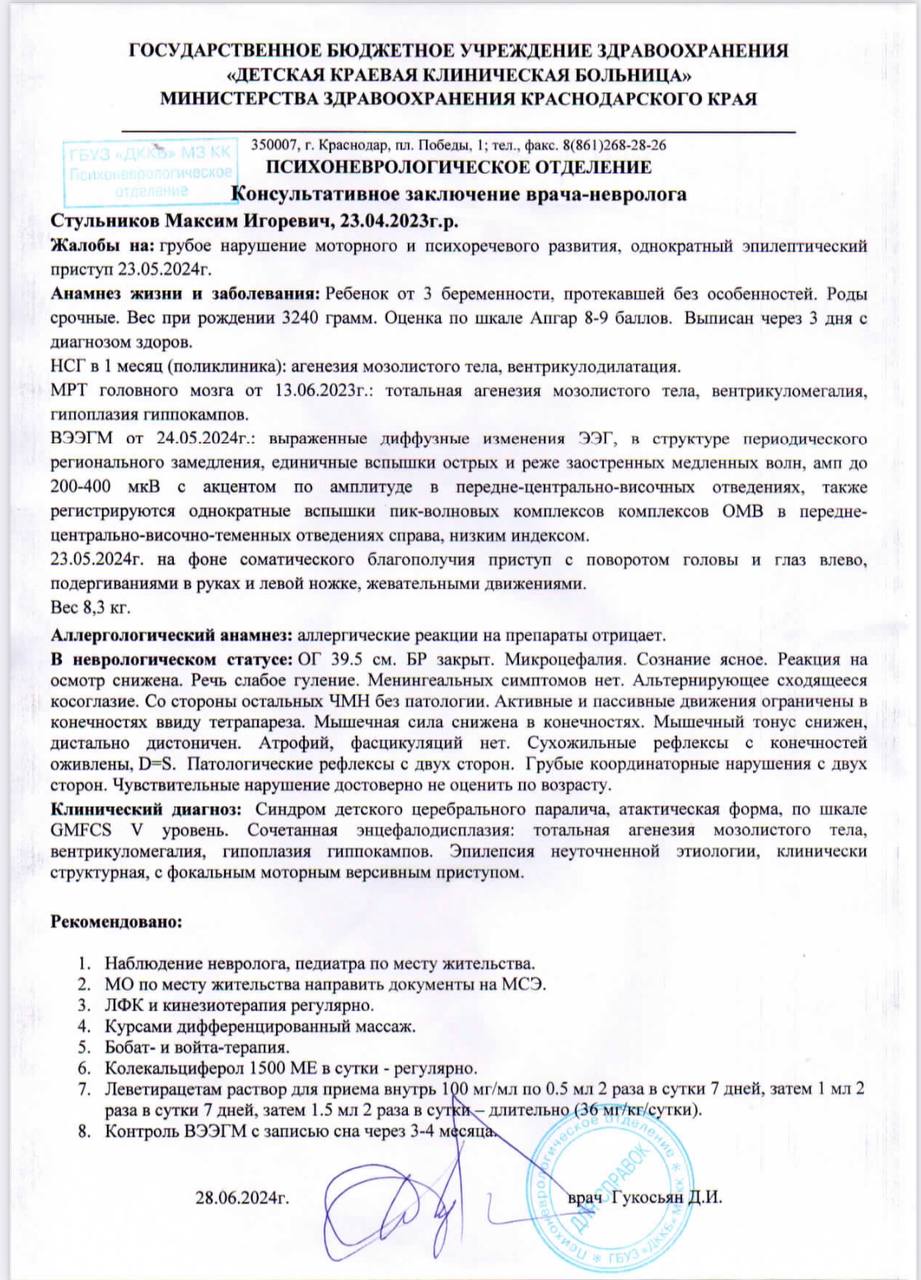 ГОСУДАРСТВЕННОЕ БЮДЖЕТНОЕ УЧРЕЖДЕНИЕ ЗДРАВООХРАНЕНИЯ
«ДЕТСКАЯ КРАЕВАЯ КЛИНИЧЕСКАЯ БОЛЬНИЦА»
МИНИСТЕРСТВА ЗДРАВООХРАНЕНИЯ КРАСНОДАРСКОГО КРАЯ
350007, г. Краснодар, пл. Победы, 1; тел., факс. 8(861)268-28-26
ГБУЗ «ДККБ» МЗ КК
Психоневрологическое
отделение
ПСИХОНЕВРОЛОГИЧЕСКОЕ ОТДЕЛЕНИЕ
Консультативное заключение врача-невролога
Стульников Максим Игоревич, 23.04.2023г.р.
Жалобы на: грубое нарушение моторного и психоречевого развития, однократный эпилептический
приступ 23.05.2024г.
Анамнез жизни и заболевания: Ребенок от 3 беременности, протекавшей без особенностей. Роды
срочные. Вес при рождении 3240 грамм. Оценка по шкале Апгар 8-9 баллов. Выписан через 3 дня с
диагнозом здоров.
НСГ в 1 месяц (поликлиника): агенезия мозолистого тела, вентрикулодилатация.
МРТ головного мозга от 13.06.2023г.: тотальная агенезия мозолистого тела, вентрикуломегалия,
гипоплазия гиппокампов.
ВЭЭГМ от 24.05.2024г.: выраженные диффузные изменения ЭЭГ, в структуре периодического
регионального замедления, единичные вспышки острых и реже заостренных медленных волн, амп до
200-400 мкВ с акцентом по амплитуде в передне-центрально-височных отведениях, также
регистрируются однократные вспышки пик-волновых комплексов комплексов ОМВ в передне-
центрально-височно-теменных отведениях справа, низким индексом.
23.05.2024г. на фоне соматического благополучия приступ с поворотом головы и глаз влево,
подергиваниями в руках и левой ножке, жевательными движениями.
Вес 8,3 кг.
Аллергологический анамнез: аллергические реакции на препараты отрицает.
В неврологическом статусе: ОГ 39.5 см. БР закрыт. Микроцефалия. Сознание ясное. Реакция на
осмотр снижена. Речь слабое гуление. Менингеальных симптомов нет. Альтернирующее сходящееся
косоглазие. Со стороны остальных ЧМН без патологии. Активные и пассивные движения ограничены в
конечностях ввиду тетрапареза. Мышечная сила снижена в конечностях. Мышечный тонус снижен,
дистально дистоничен. Атрофий, фасцикуляций нет. Сухожильные рефлексы с конечностей
оживлены, D=S. Патологические рефлексы с двух сторон. Грубые координаторные нарушения с двух
сторон. Чувствительные нарушение достоверно не оценить по возрасту.
Клинический диагноз: Синдром детского церебрального паралича, атактическая форма, по шкале
GMFCS V уровень. Сочетанная энцефалодисплазия: тотальная агенезия мозолистого тела,
вентрикуломегалия, гипоплазия гиппокампов. Эпилепсия неуточненной этиологии, клинически
структурная, с фокальным моторным версивным приступом.
Рекомендовано:
1. Наблюдение невролога, педиатра по месту жительства.
2. МО по месту жительства направить документы на МСЭ.
3. ЛФК и кинезиотерапия регулярно.
4. Курсами дифференцированный массаж.
5. Бобат- и войта-терапия.
6. Колекальциферол 1500 МЕ в сутки - регулярно.
7. Леветирацетам раствор для приема внутрь 100 мг/мл по 0.5 мл 2 раза в сутки 7 дней, затем 1 мл 2
раза в сутки 7 дней, затем 1.5 мл 2 раза в сутки – длительно (36 мг/кг/сутки).
8. Контроль ВЭЭГМ с записью сна через 3-4 месяца.
28.06.2024г. врач Гукосьян Д.И.
Психоневрологическое отделение * ГБУЗ «ДККБ» МЗ КК *
ДЛЯ СПРАВОК